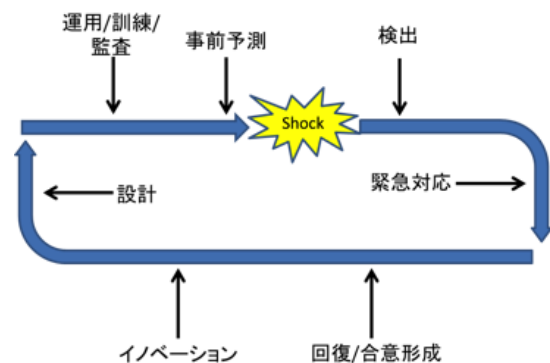 運用/訓練/
監査
事前予測
検出
Shock
緊急対応
設計
イノベーション
回復/合意形成